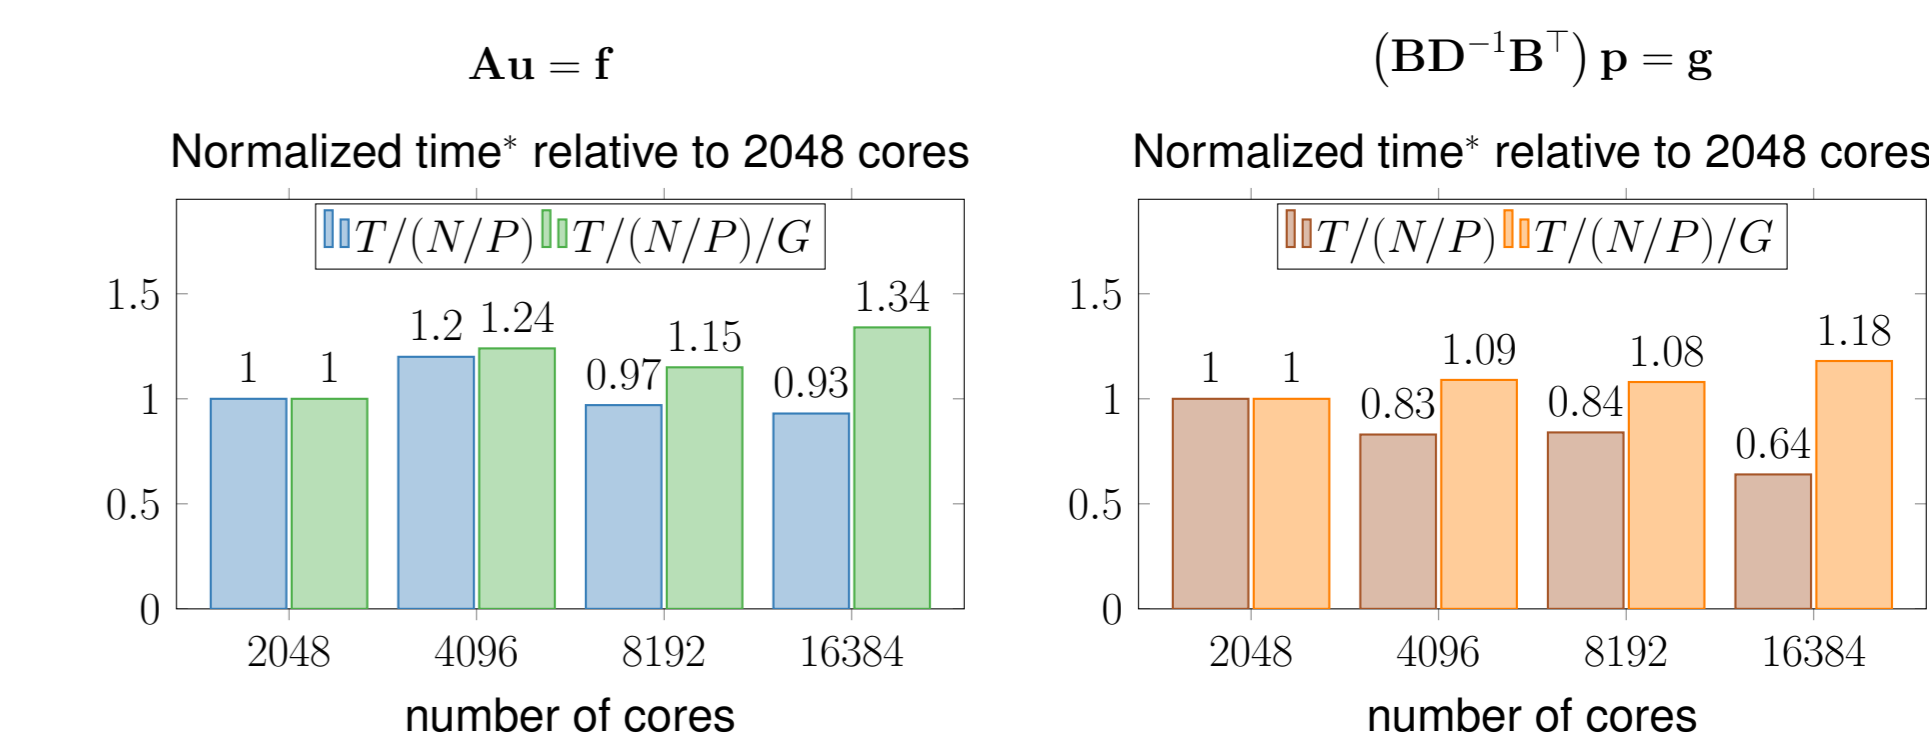 Au = f
Normalized time* relative to 2048 cores
T/(N/P) T/(N/P)/G
1.5
1
0.5
0
1 1 1.2 1.24 0.97 1.15 0.93 1.34
2048 4096 8192 16384
number of cores
(BD⁻¹B⊤) p = g
Normalized time* relative to 2048 cores
T/(N/P) T/(N/P)/G
1.5
1
0.5
0
1 1 0.83 1.09 0.84 1.08 0.64 1.18
2048 4096 8192 16384
number of cores